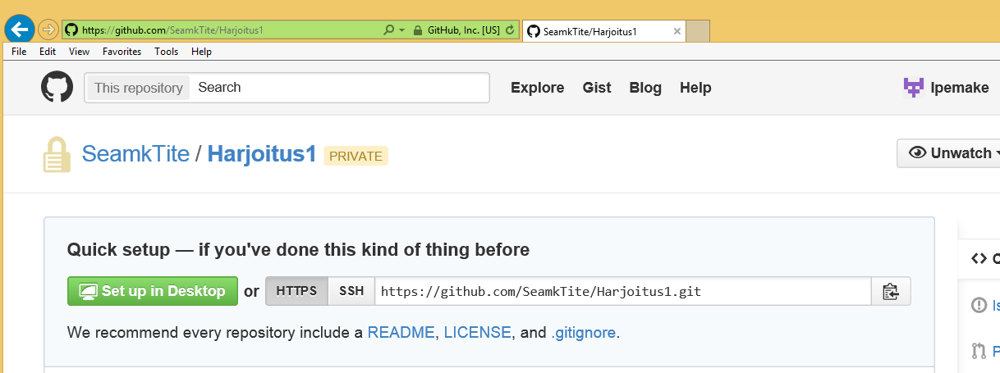 https://github.com/SeamkTite/Harjoitus1 GitHub, Inc. [US] SeamkTite/Harjoitus1
File Edit View Favorites Tools Help
This repository Search Explore Gist Blog Help Ipemake
SeamkTite / Harjoitus1 PRIVATE Unwatch
Quick setup — if you've done this kind of thing before
Set up in Desktop or HTTPS SSH https://github.com/SeamkTite/Harjoitus1.git
We recommend every repository include a README, LICENSE, and .gitignore.